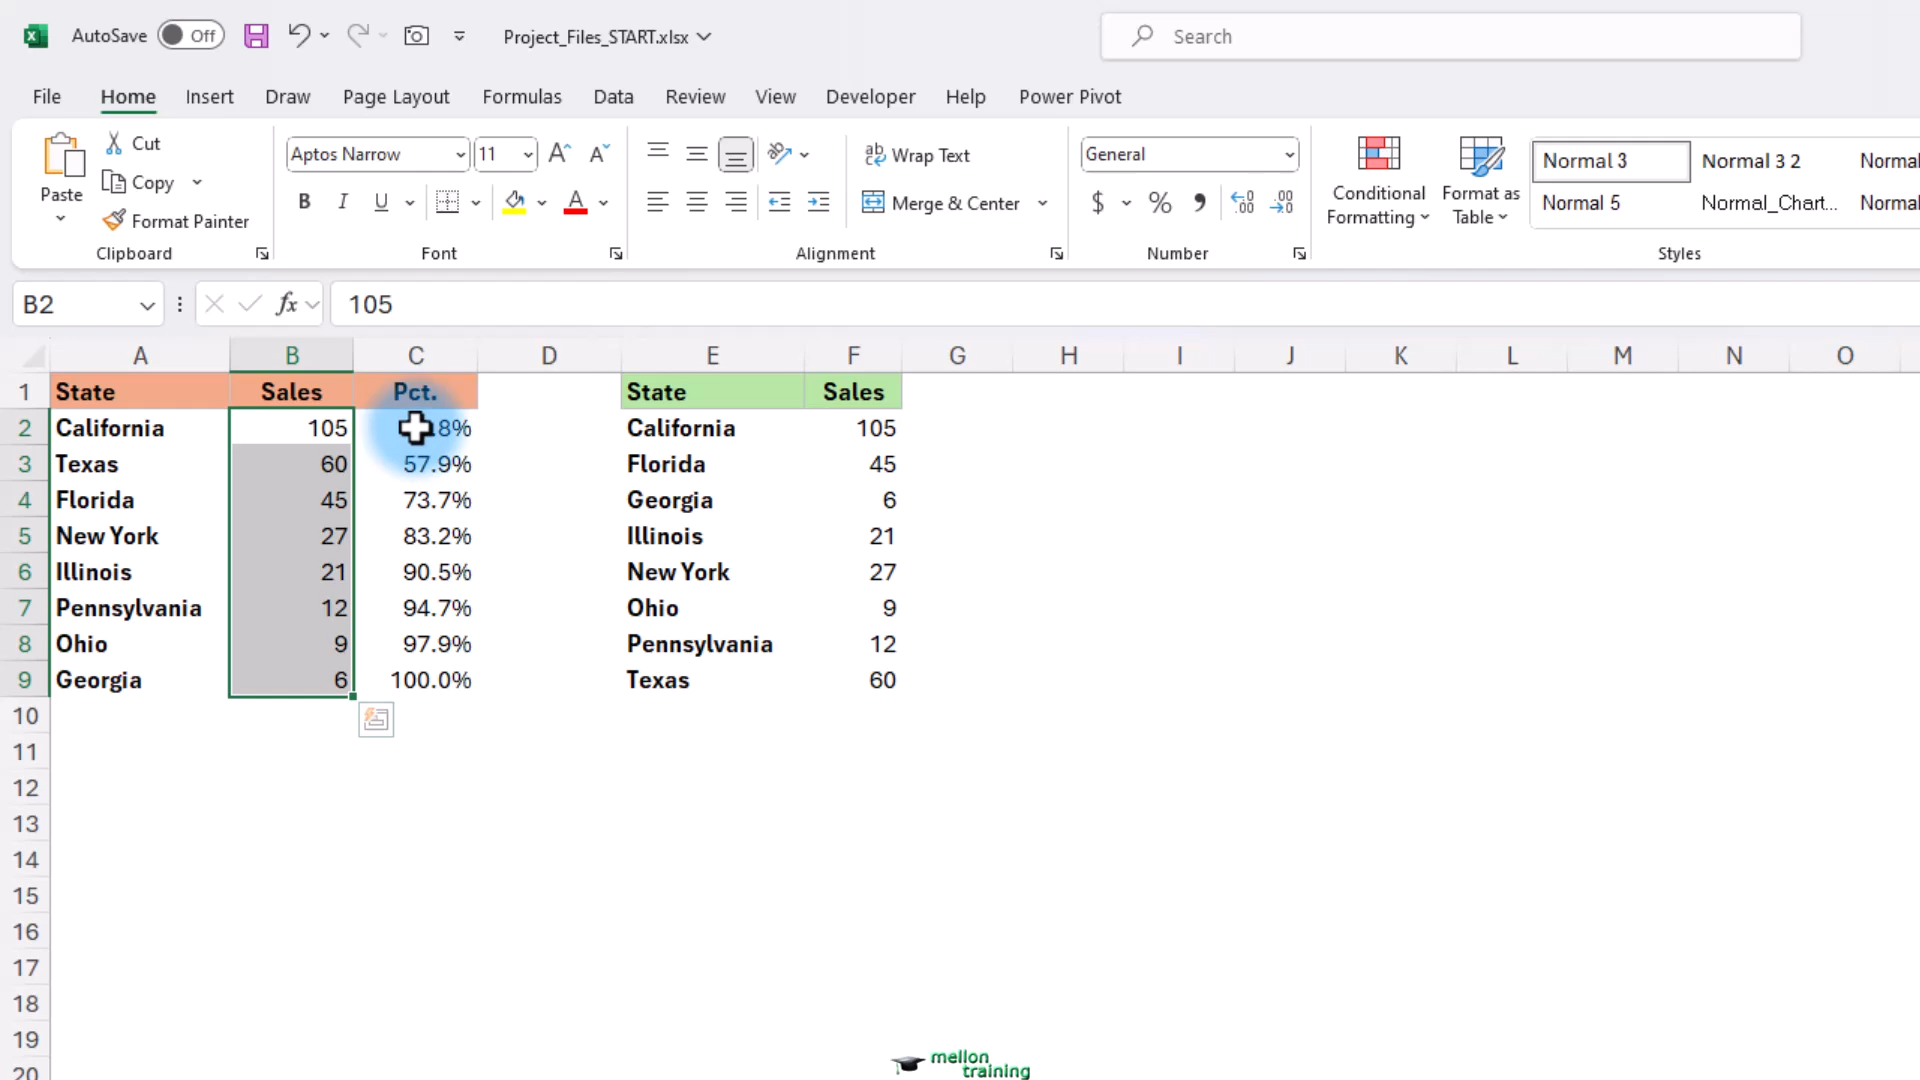 AutoSave Off Project_Files_START.xlsx Search
File Home Insert Draw Page Layout Formulas Data Review View Developer Help Power Pivot
Paste Cut Copy Format Painter Clipboard
Aptos Narrow 11 B I U A Font
Wrap Text Merge & Center Alignment
General $ % Number
Conditional Formatting Format as Table
Normal 3 Normal 3 2 Normal
Normal 5 Normal_Chart... Normal
Styles
B2 fx 105
A B C D E F G H I J K L M N O
1 State Sales Pct. State Sales
2 California 105 8% California 105
3 Texas 60 57.9% Florida 45
4 Florida 45 73.7% Georgia 6
5 New York 27 83.2% Illinois 21
6 Illinois 21 90.5% New York 27
7 Pennsylvania 12 94.7% Ohio 9
8 Ohio 9 97.9% Pennsylvania 12
9 Georgia 6 100.0% Texas 60
10
11
12
13
14
15
16
17
18
19
20
mellon
training